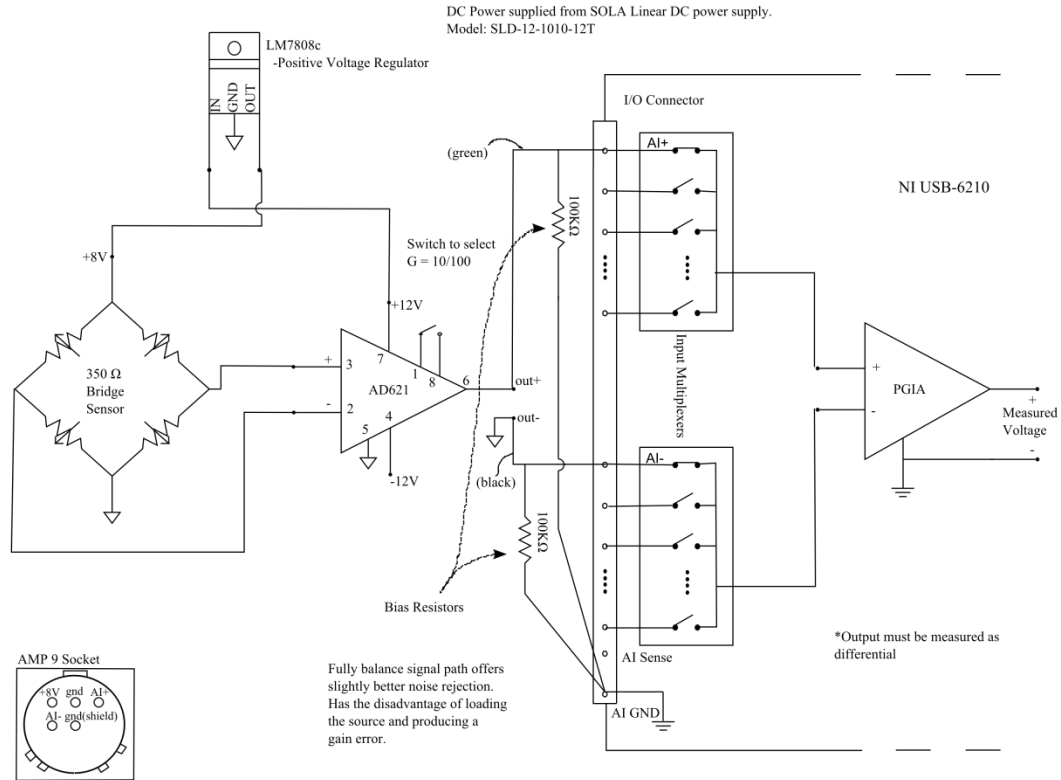 DC Power supplied from SOLA Linear DC power supply.
Model: SLD-12-1010-12T
LM7808c
-Positive Voltage Regulator
IN
GND
OUT
I/O Connector
(green)
AI+
NI USB-6210
100KΩ
Switch to select
G = 10/100
+8V
+12V
350 Ω
Bridge
Sensor
+
3
7
1
8
AD621
6
out+
-
2
4
5
out-
-12V
(black)
Input Multiplexers
+
-
PGIA
+
Measured
Voltage
-
AI-
100KΩ
Bias Resistors
*Output must be measured as
differential
AI Sense
AI GND
Fully balance signal path offers
slightly better noise rejection.
Has the disadvantage of loading
the source and producing a
gain error.
AMP 9 Socket
+8V gnd AI+
AI- gnd(shield)